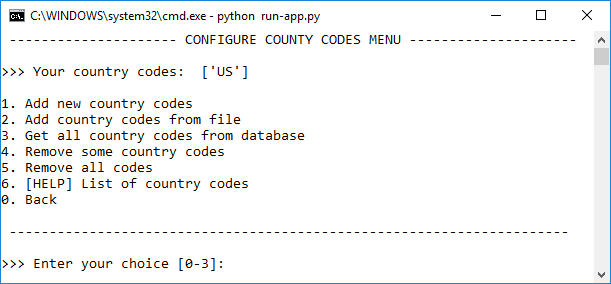 C:\WINDOWS\system32\cmd.exe - python  run-app.py
--------------------- CONFIGURE COUNTY CODES MENU ---------------------
>>> Your country codes:  ['US']
1. Add new country codes
2. Add country codes from file
3. Get all country codes from database
4. Remove some country codes
5. Remove all codes
6. [HELP] List of country codes
0. Back
----------------------------------------------------------------------
>>> Enter your choice [0-3]: